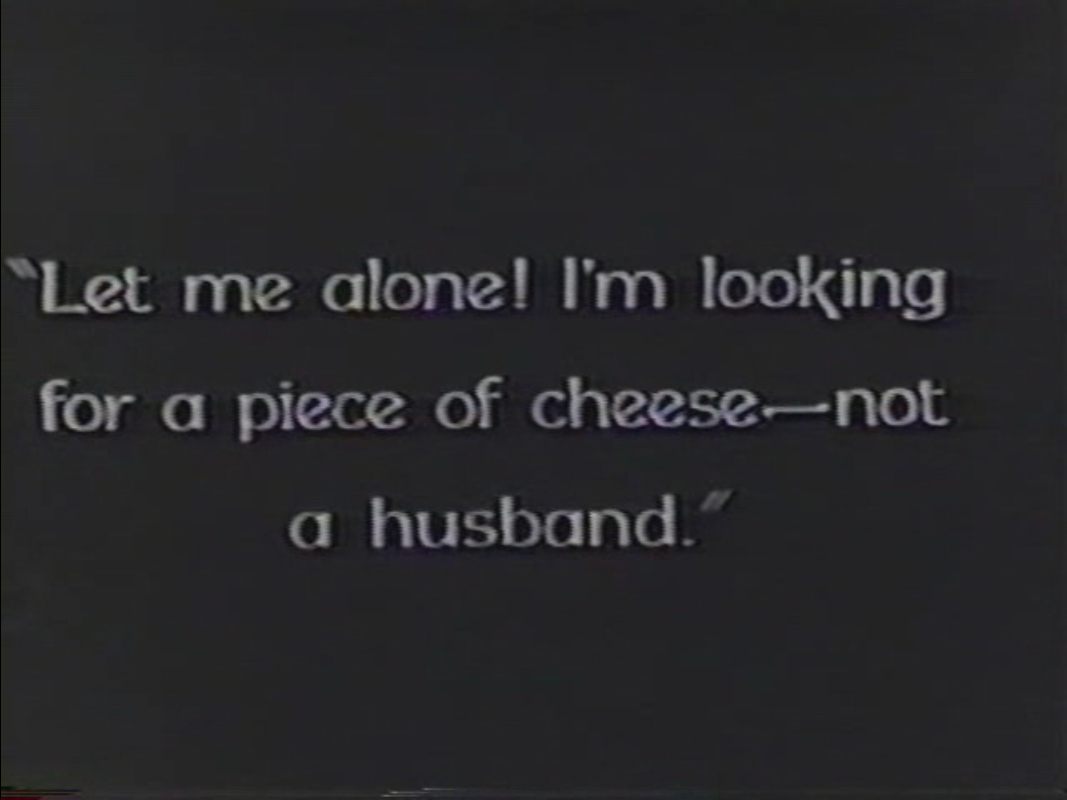 "Let me alone! I'm looking
for a piece of cheese—not
a husband."